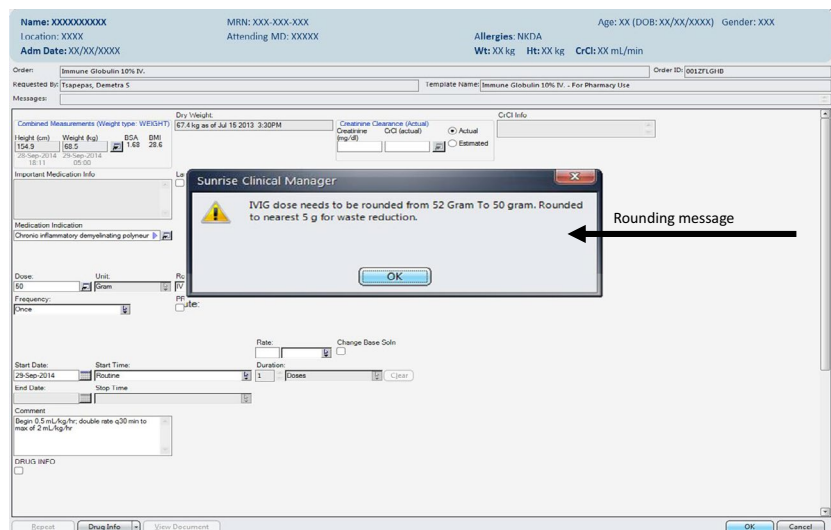 Name: XXXXXXXXXX MRN: XXX-XXX-XXX Age: XX (DOB: XX/XX/XXXX) Gender: XXX
Location: XXXX Attending MD: XXXXX Allergies: NKDA
Adm Date: XX/XX/XXXX Wt: XX kg Ht: XX kg CrCl: XX mL/min
Order: Immune Globulin 10% IV. Order ID: 001ZFLGHB
Requested By: Tsapepas, Demetra S Template Name: Immune Globulin 10% IV. - For Pharmacy Use
Messages:
Combined Measurements (Weight type: WEIGHT)
Height (cm) Weight (kg) BSA BMI
154.9 68.5 1.68 28.6
28-Sep-2014 29-Sep-2014
18:11 05:00
Dry Weight:
67.4 kg as of Jul 15 2013 3:30PM
Creatinine Clearance (Actual)
Creatinine (mg/dl) CrCl (actual) Actual
Estimated
CrCl Info
Important Medication Info La
Sunrise Clinical Manager
IVIG dose needs to be rounded from 52 Gram To 50 gram. Rounded
to nearest 5 g for waste reduction.
OK
Rounding message
Medication Indication
Chronic inflammatory demyelinating polyneur
Dose: Unit: Ro
50 Gram IV
Frequency: PR
Once ute:
Rate: Change Base Soln
Start Date: Start Time: Duration:
29-Sep-2014 Routine 1 Doses Clear
End Date: Stop Time
Comment
Begin 0.5 mL/kg/hr; double rate q30 min to
max of 2 mL/kg/hr
DRUG INFO
Repeat Drug Info View Document OK Cancel